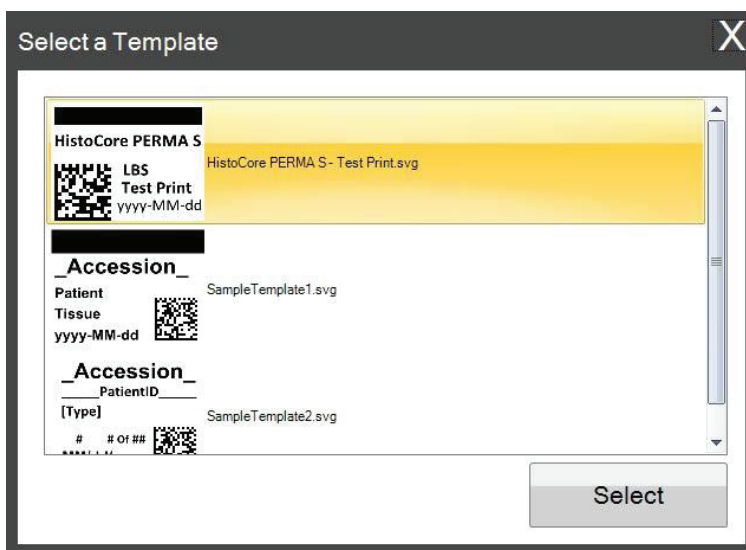 Select a Template
X
HistoCore PERMA S
LBS
Test Print
yyyy-MM-dd
HistoCore PERMA S - Test Print.svg
_Accession_
Patient
Tissue
yyyy-MM-dd
SampleTemplate1.svg
_Accession_
_____PatientID_____
[Type]
# # Of ##
SampleTemplate2.svg
Select